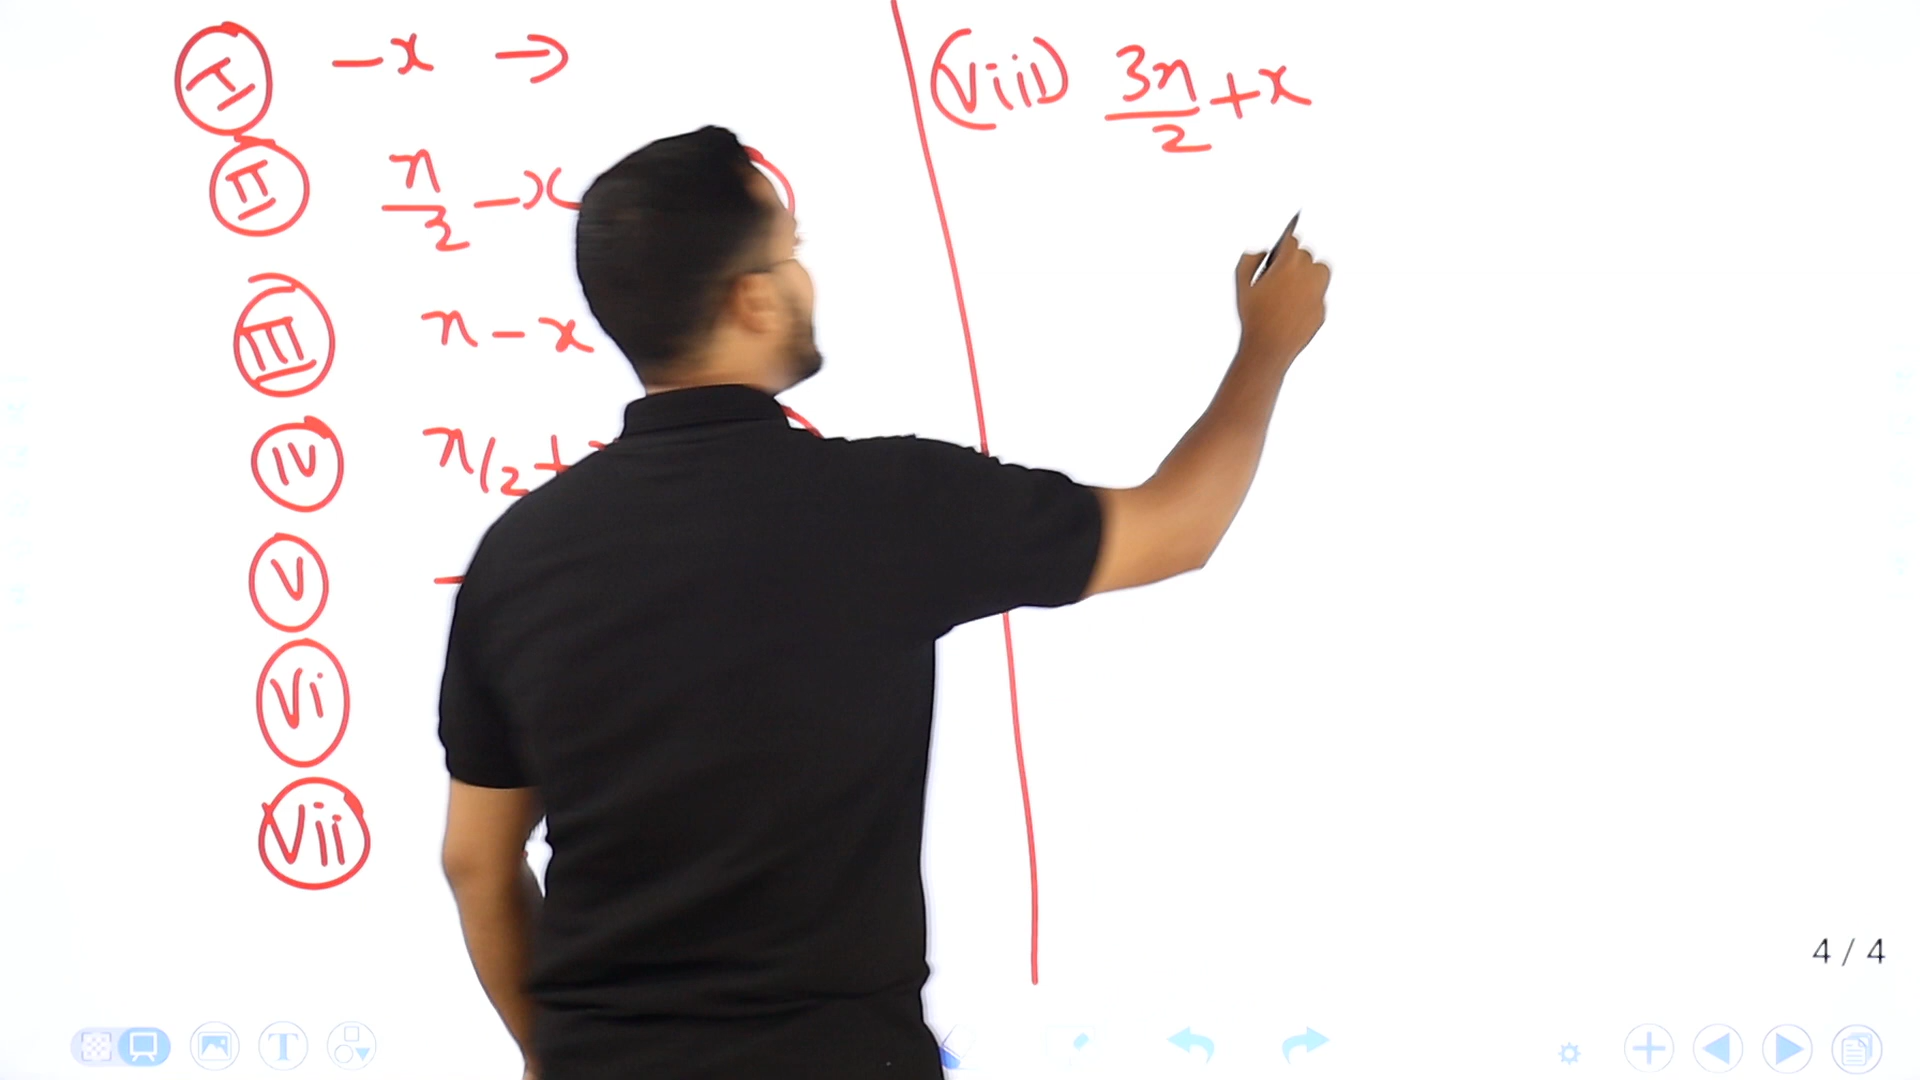 I -x →
II π/2 - x
III π - x
IV π/2 +
V -
Vi
Vii
(Viii) 3π/2 + x
4 / 4
T